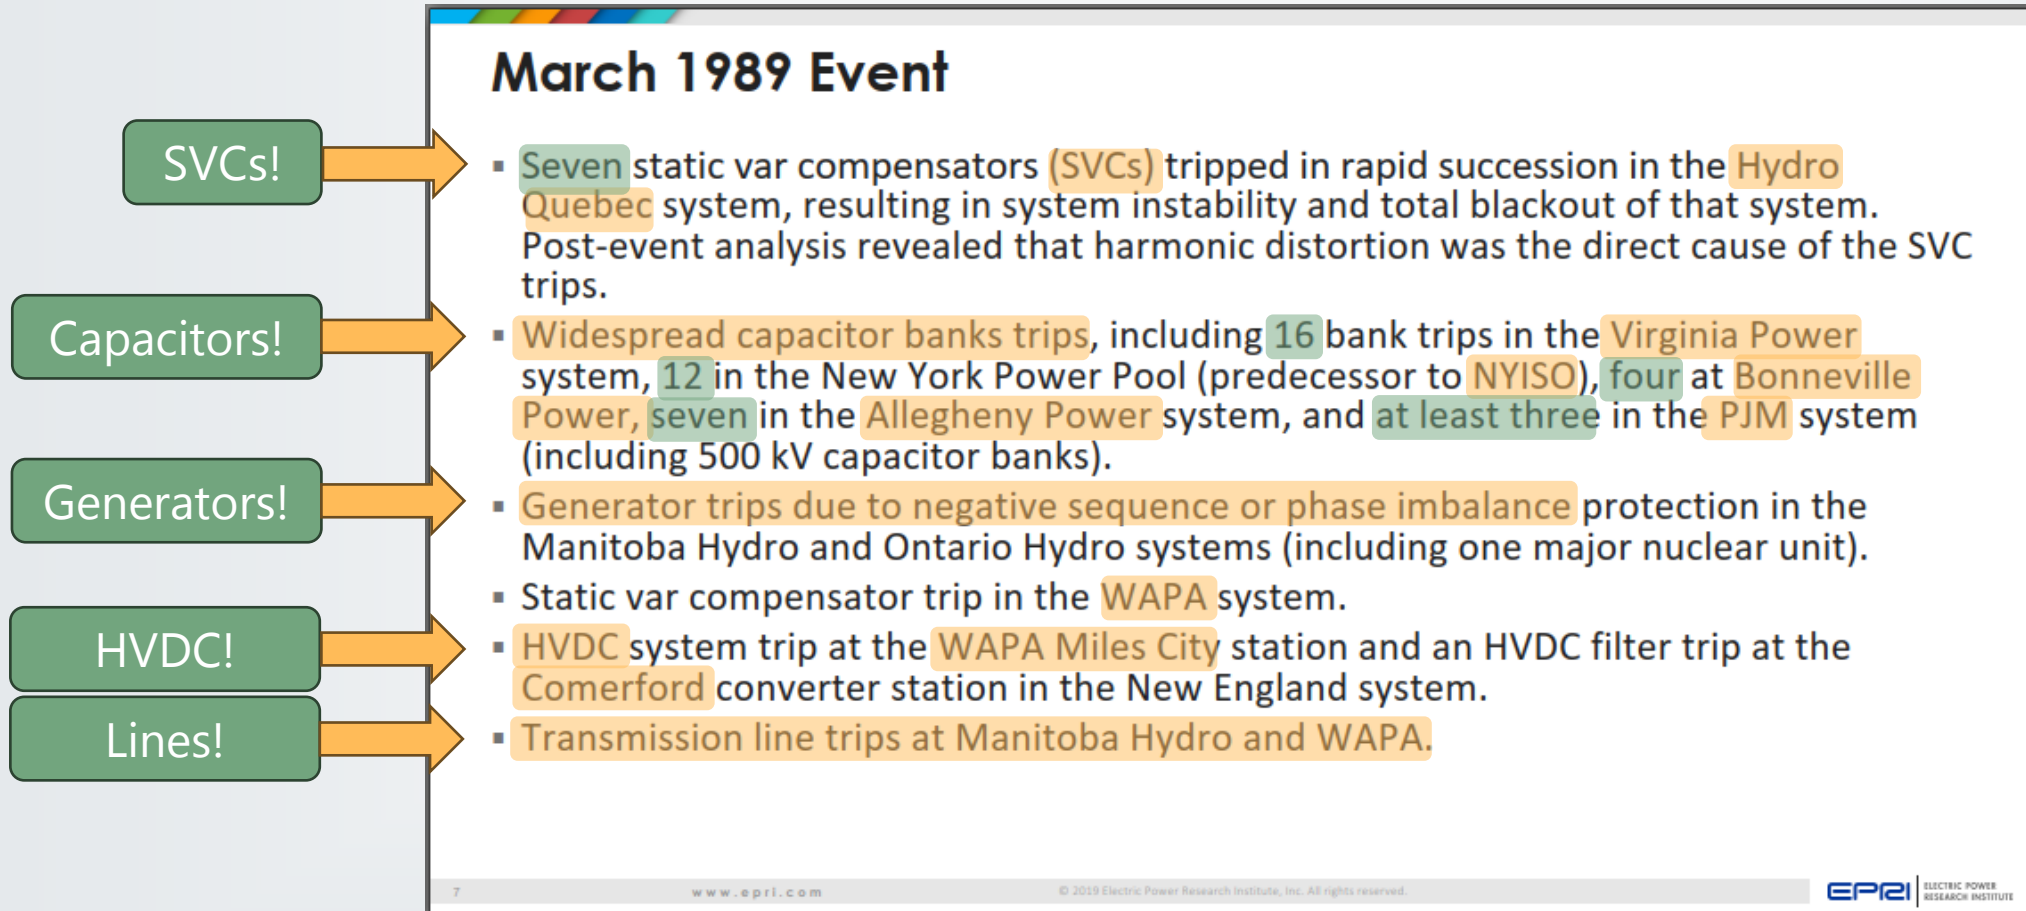 March 1989 Event
SVCs!
▪ Seven static var compensators (SVCs) tripped in rapid succession in the Hydro
Quebec system, resulting in system instability and total blackout of that system.
Post-event analysis revealed that harmonic distortion was the direct cause of the SVC
trips.
Capacitors!
▪ Widespread capacitor banks trips, including 16 bank trips in the Virginia Power
system, 12 in the New York Power Pool (predecessor to NYISO), four at Bonneville
Power, seven in the Allegheny Power system, and at least three in the PJM system
(including 500 kV capacitor banks).
Generators!
▪ Generator trips due to negative sequence or phase imbalance protection in the
Manitoba Hydro and Ontario Hydro systems (including one major nuclear unit).
▪ Static var compensator trip in the WAPA system.
HVDC!
▪ HVDC system trip at the WAPA Miles City station and an HVDC filter trip at the
Comerford converter station in the New England system.
Lines!
▪ Transmission line trips at Manitoba Hydro and WAPA.
7
www.epri.com
© 2019 Electric Power Research Institute, Inc. All rights reserved.
EPRI
ELECTRIC POWER
RESEARCH INSTITUTE